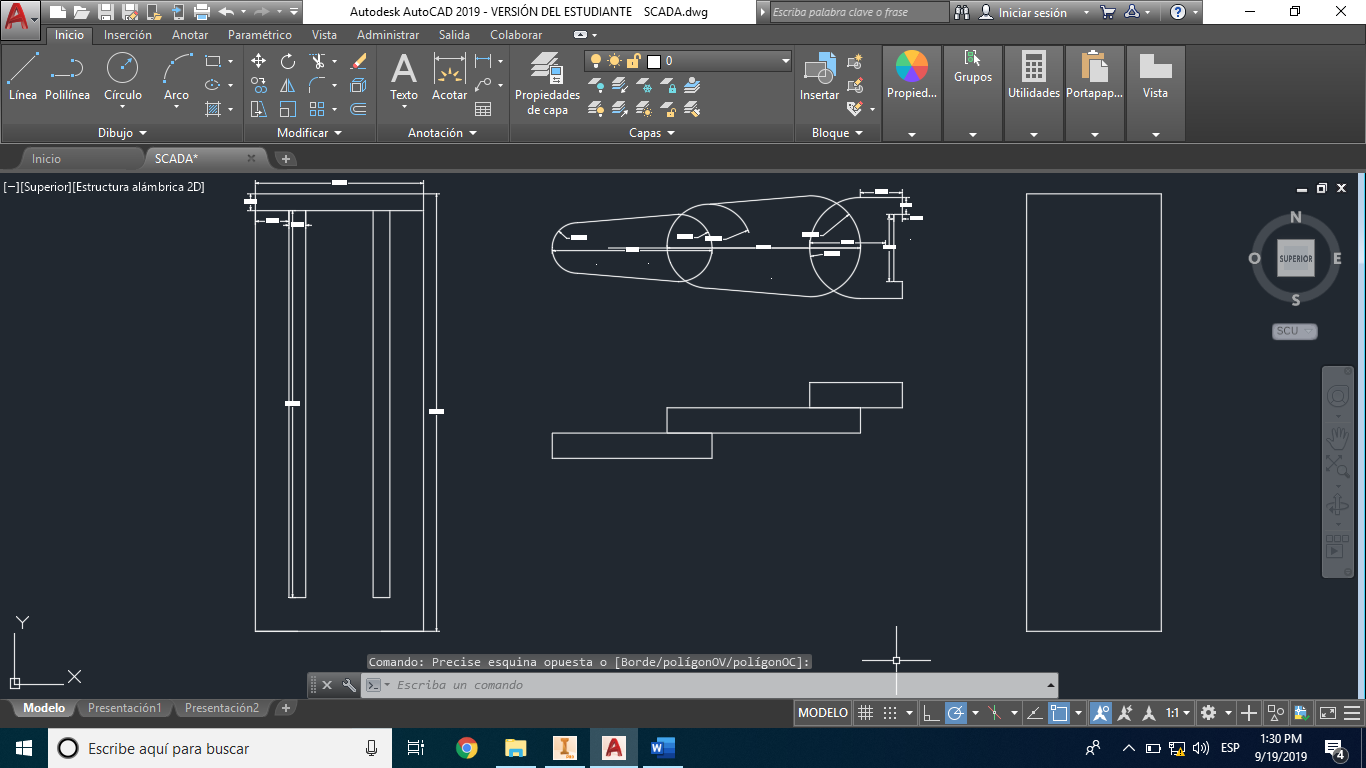 Autodesk AutoCAD 2019 - VERSIÓN DEL ESTUDIANTE SCADA.dwg
Escriba palabra clave o frase
Iniciar sesión
Inicio Inserción Anotar Paramétrico Vista Administrar Salida Colaborar
0
Línea Polilínea Círculo Arco
Texto Acotar
Propiedades de capa
Insertar
Propied...
Grupos
Utilidades
Portapap...
Vista
Dibujo Modificar Anotación Capas Bloque
Inicio SCADA*
[−][Superior][Estructura alámbrica 2D]
N
O SUPERIOR E
S
SCU
Y
X
Comando: Precise esquina opuesta o [Borde/polígonOV/polígonOC]:
Escriba un comando
Modelo Presentación1 Presentación2
MODELO 1:1
Escribe aquí para buscar
ESP
1:30 PM
9/19/2019
4